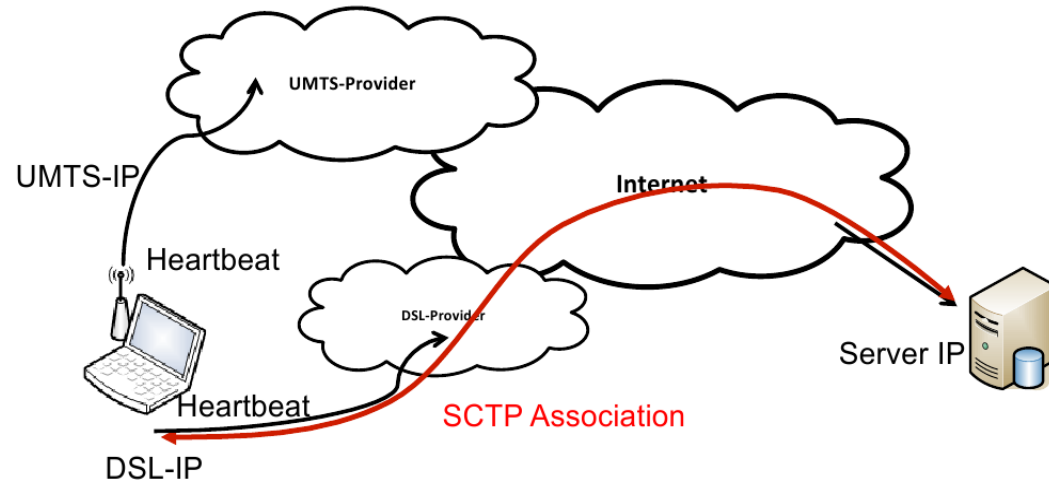 UMTS-Provider
UMTS-IP
Internet
Heartbeat
DSL-Provider
Server IP
Heartbeat
SCTP Association
DSL-IP